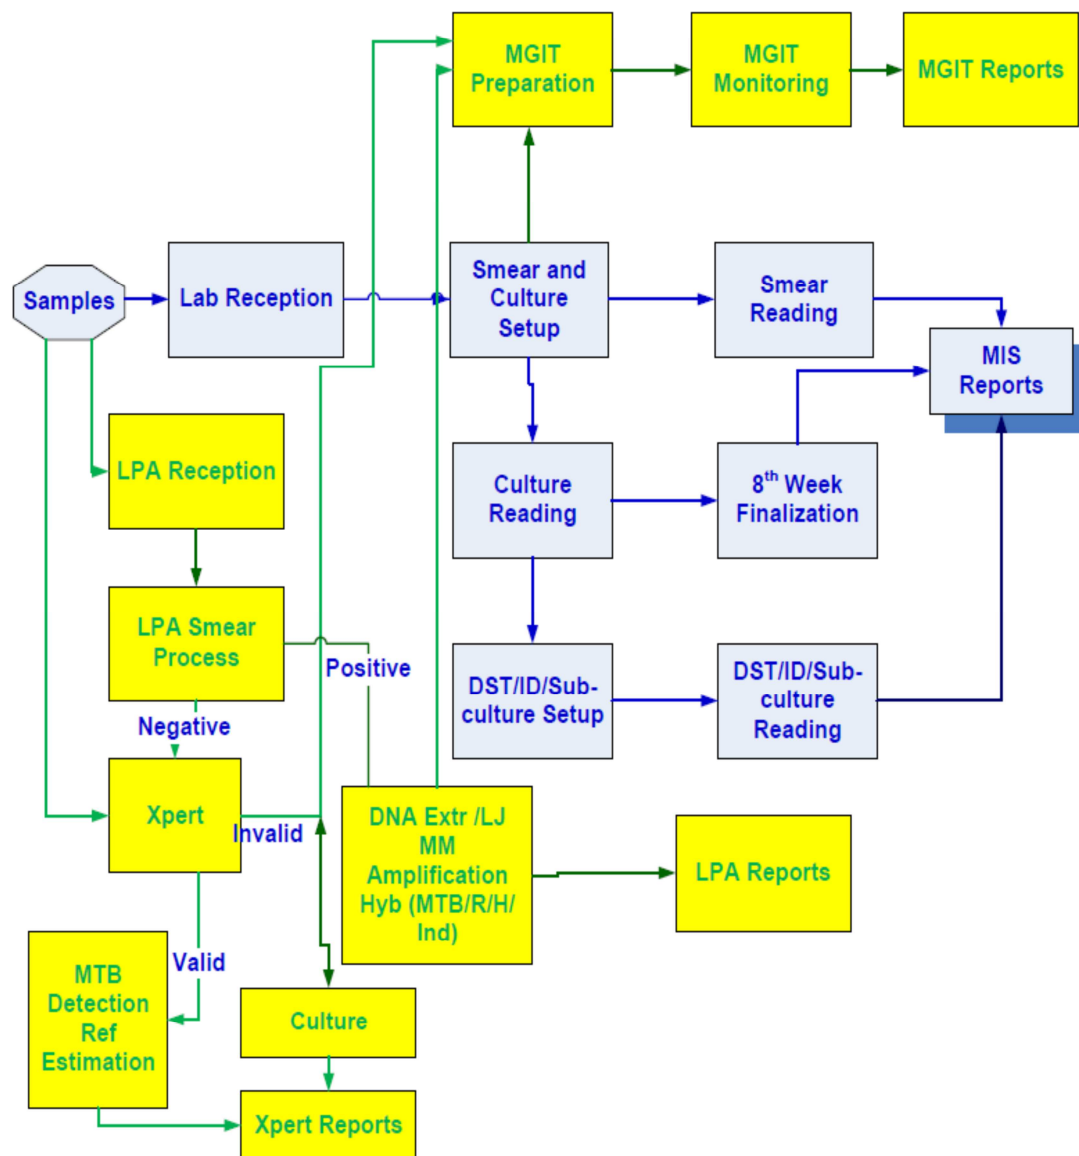 MGIT
Preparation
MGIT
Monitoring
MGIT Reports
Samples
Lab Reception
Smear and
Culture
Setup
Smear
Reading
MIS
Reports
LPA Reception
Culture
Reading
8th Week
Finalization
LPA Smear
Process
Positive
DST/ID/Sub-
culture Setup
DST/ID/Sub-
culture
Reading
Negative
Xpert
Invalid
DNA Extr /LJ
MM
Amplification
Hyb (MTB/R/H/
Ind)
LPA Reports
Valid
MTB
Detection
Ref
Estimation
Culture
Xpert Reports